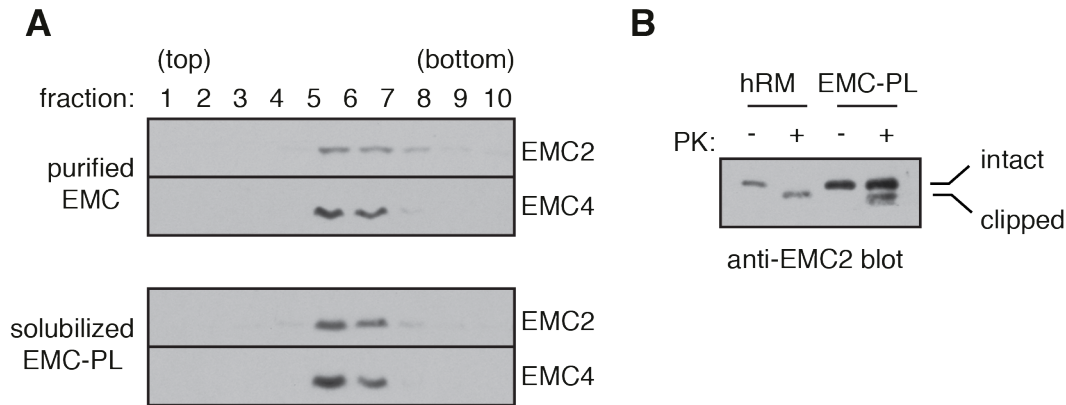 A
(top) (bottom)
fraction: 1 2 3 4 5 6 7 8 9 10
purified
EMC
EMC2
EMC4
solubilized
EMC-PL
EMC2
EMC4
B
hRM EMC-PL
PK: - + - +
intact
clipped
anti-EMC2 blot